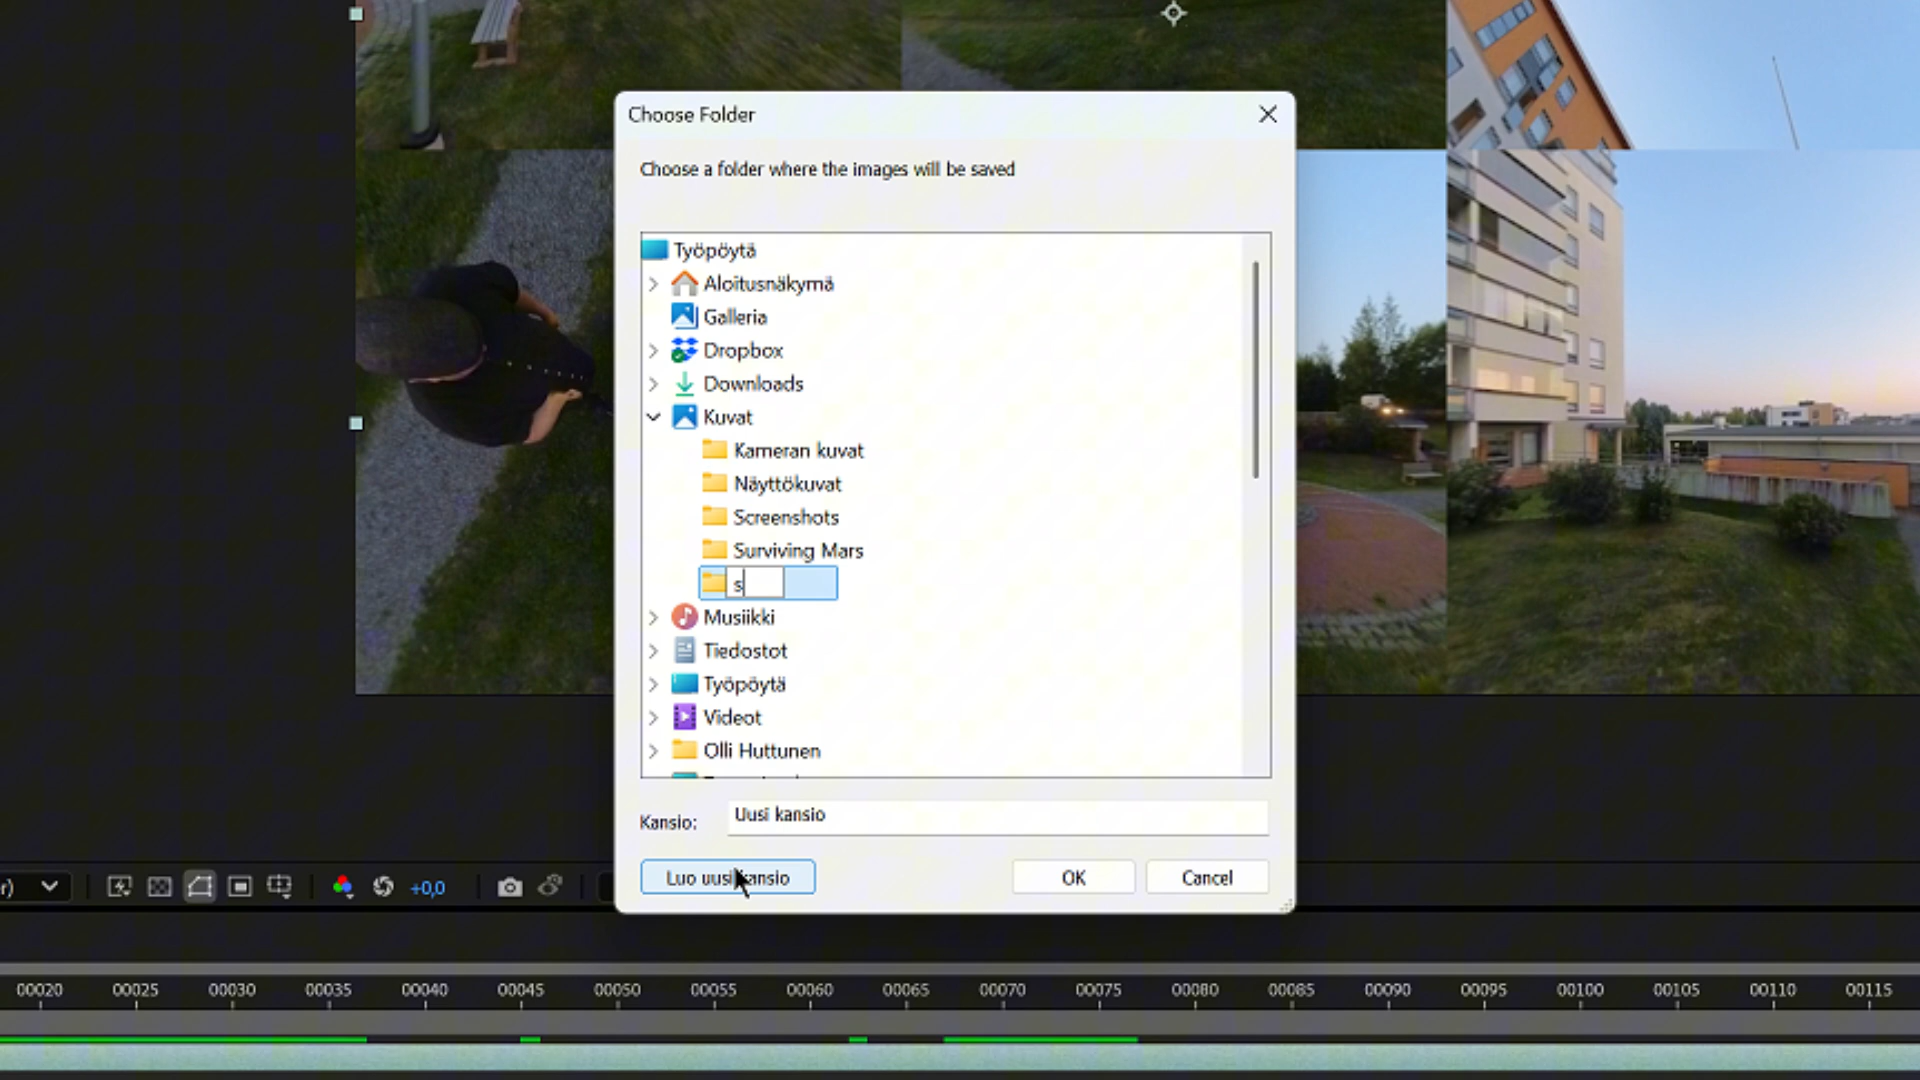 Choose Folder
Choose a folder where the images will be saved
Työpöytä
Aloitusnäkymä
Galleria
Dropbox
Downloads
Kuvat
Kameran kuvat
Näyttökuvat
Screenshots
Surviving Mars
s
Musiikki
Tiedostot
Työpöytä
Videot
Olli Huttunen
Kansio:
Uusi kansio
Luo uusi kansio
OK
Cancel
r)
+0,0
00020 00025 00030 00035 00040 00045 00050 00055 00060 00065 00070 00075 00080 00085 00090 00095 00100 00105 00110 00115